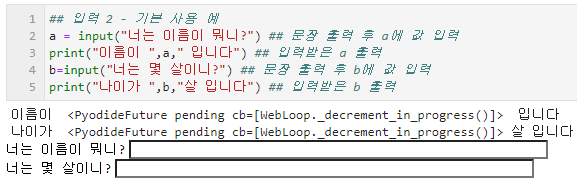 1 ## 입력 2 - 기본 사용 예
2 a = input("너는 이름이 뭐니?") ## 문장 출력 후 a에 값 입력
3 print("이름이 ",a," 입니다") ## 입력받은 a 출력
4 b=input("너는 몇 살이니?") ## 문장 출력 후 b에 값 입력
5 print("나이가 ",b,"살 입니다") ## 입력받은 b 출력
이름이  <PyodideFuture pending cb=[WebLoop._decrement_in_progress()]>  입니다
나이가  <PyodideFuture pending cb=[WebLoop._decrement_in_progress()]> 살 입니다
너는 이름이 뭐니?
너는 몇 살이니?